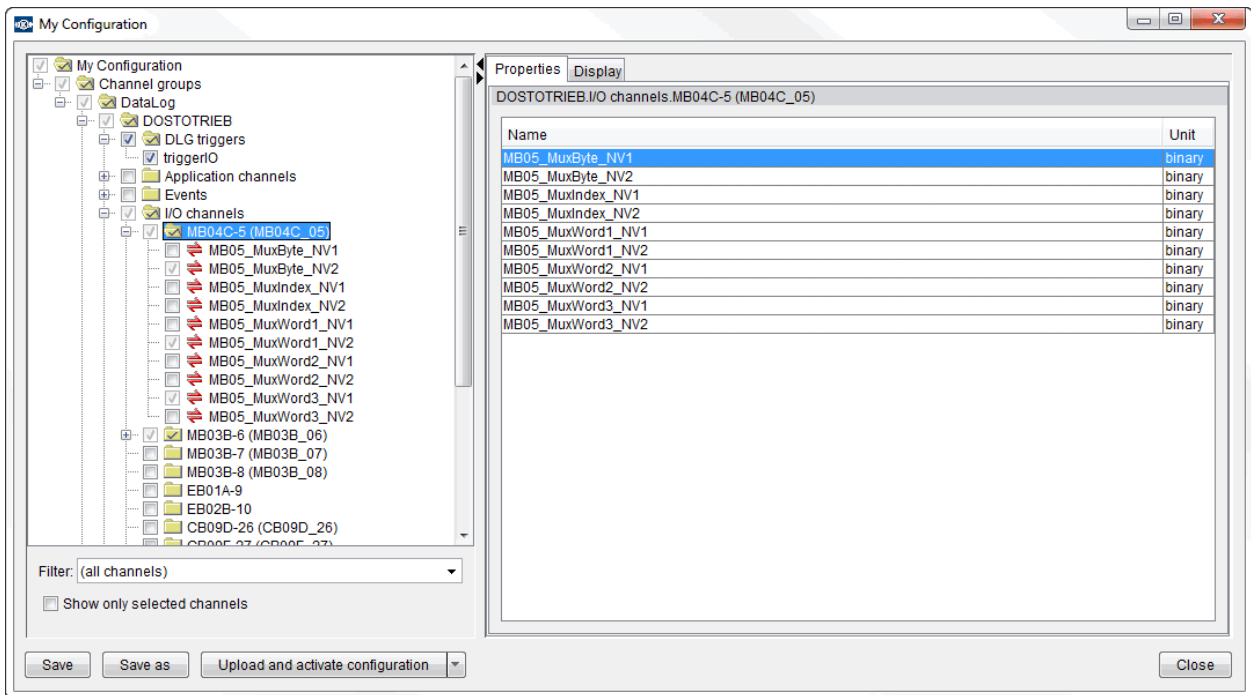 My Configuration
My Configuration
Channel groups
DataLog
DOSTOTRIEB
DLG triggers
triggerIO
Application channels
Events
I/O channels
MB04C-5 (MB04C_05)
MB05_MuxByte_NV1
MB05_MuxByte_NV2
MB05_MuxIndex_NV1
MB05_MuxIndex_NV2
MB05_MuxWord1_NV1
MB05_MuxWord1_NV2
MB05_MuxWord2_NV1
MB05_MuxWord2_NV2
MB05_MuxWord3_NV1
MB05_MuxWord3_NV2
MB03B-6 (MB03B_06)
MB03B-7 (MB03B_07)
MB03B-8 (MB03B_08)
EB01A-9
EB02B-10
CB09D-26 (CB09D_26)
Filter: (all channels)
Show only selected channels
Properties Display
DOSTOTRIEB.I/O channels.MB04C-5 (MB04C_05)
Name Unit
MB05_MuxByte_NV1 binary
MB05_MuxByte_NV2 binary
MB05_MuxIndex_NV1 binary
MB05_MuxIndex_NV2 binary
MB05_MuxWord1_NV1 binary
MB05_MuxWord1_NV2 binary
MB05_MuxWord2_NV1 binary
MB05_MuxWord2_NV2 binary
MB05_MuxWord3_NV1 binary
MB05_MuxWord3_NV2 binary
Save Save as Upload and activate configuration Close